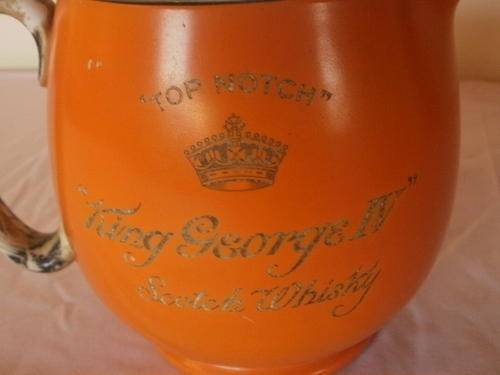 "TOP NOTCH"
"King George IV"
Scotch Whisky